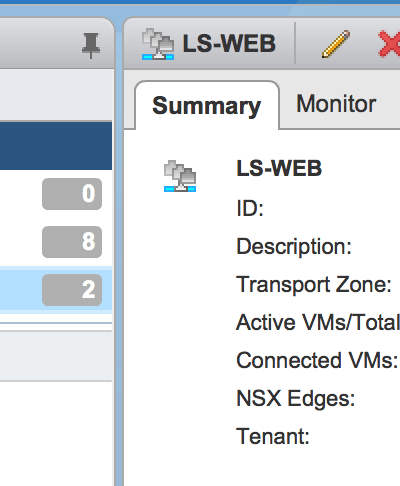 LS-WEB
Summary
Monitor
0
8
2
LS-WEB
ID:
Description:
Transport Zone:
Active VMs/Total
Connected VMs:
NSX Edges:
Tenant: